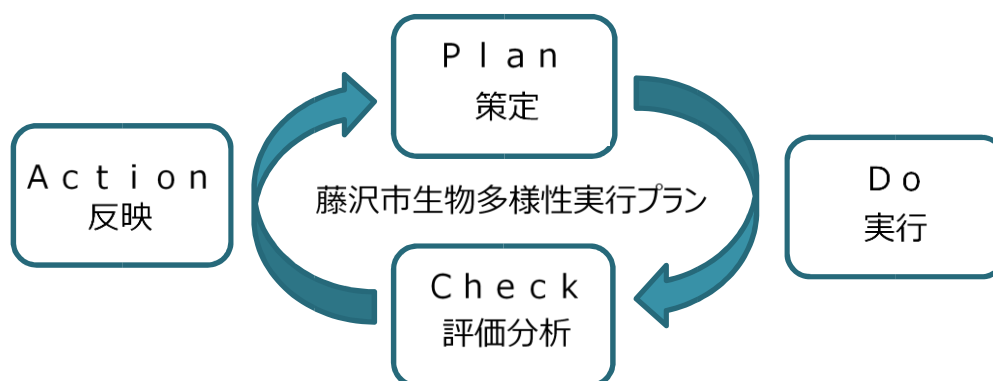 Ｐｌａｎ
策定
Ａｃｔｉｏｎ
反映
藤沢市生物多様性実行プラン
Ｄｏ
実行
Ｃｈｅｃｋ
評価分析